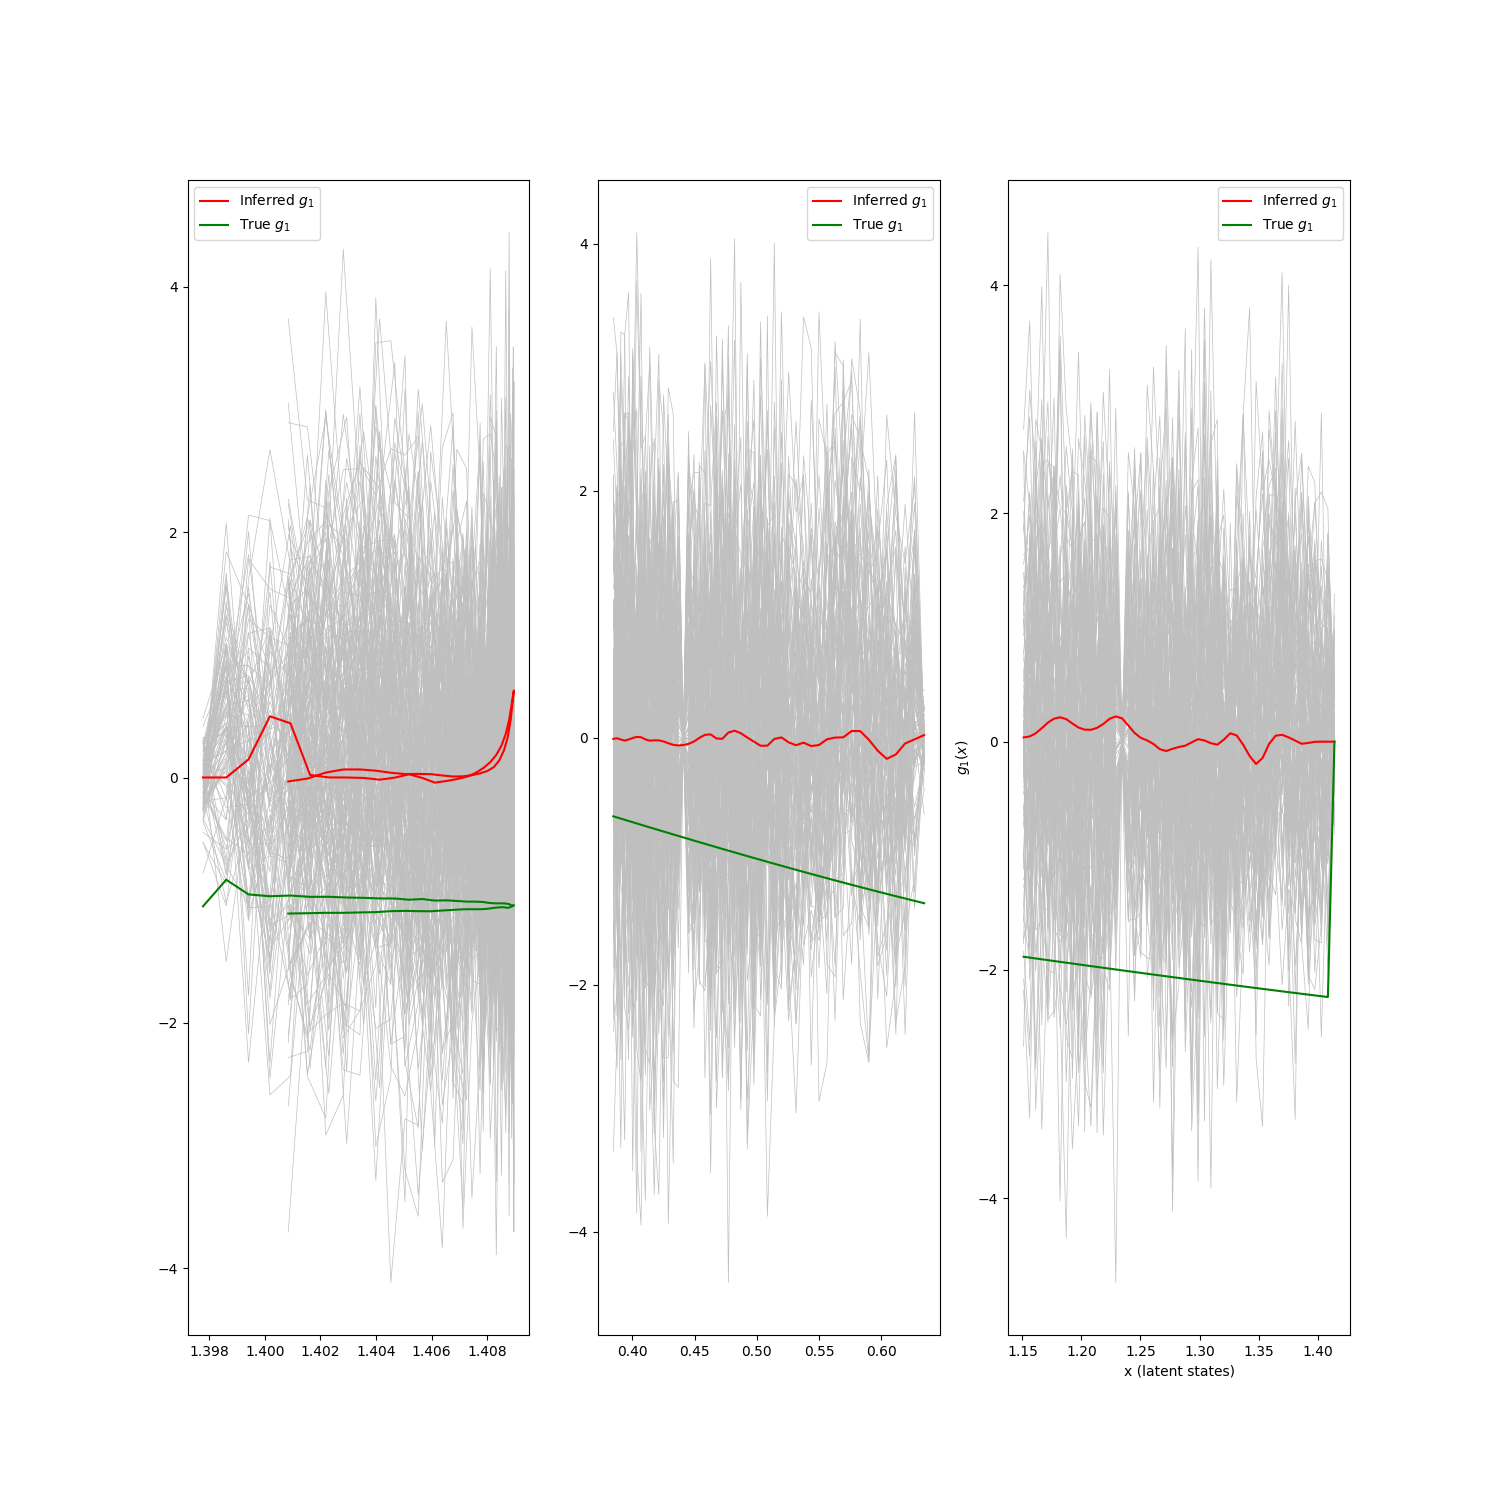 Inferred g₁
True g₁
4
2
0
−2
−4
1.398 1.400 1.402 1.404 1.406 1.408
Inferred g₁
True g₁
4
2
0
−2
−4
0.40 0.45 0.50 0.55 0.60
Inferred g₁
True g₁
g₁(x)
4
2
0
−2
−4
1.15 1.20 1.25 1.30 1.35 1.40
x (latent states)